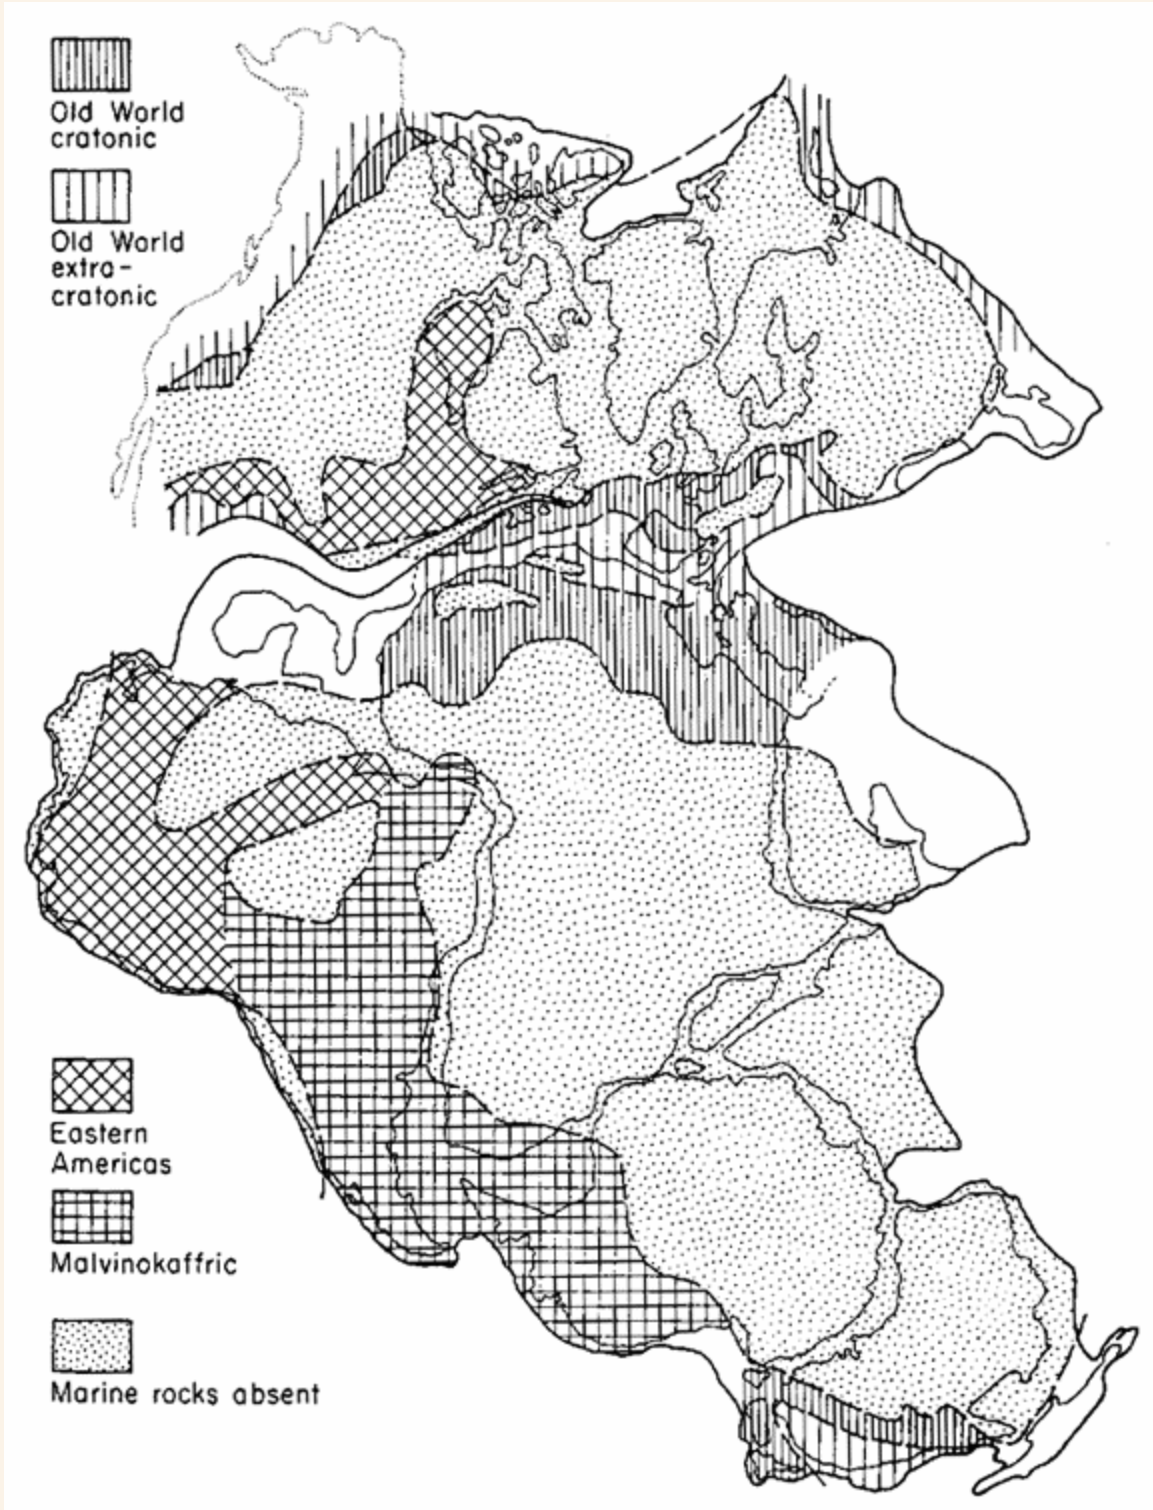 Old World
cratonic
Old World
extra-
cratonic
Eastern
Americas
Malvinokaffric
Marine rocks absent